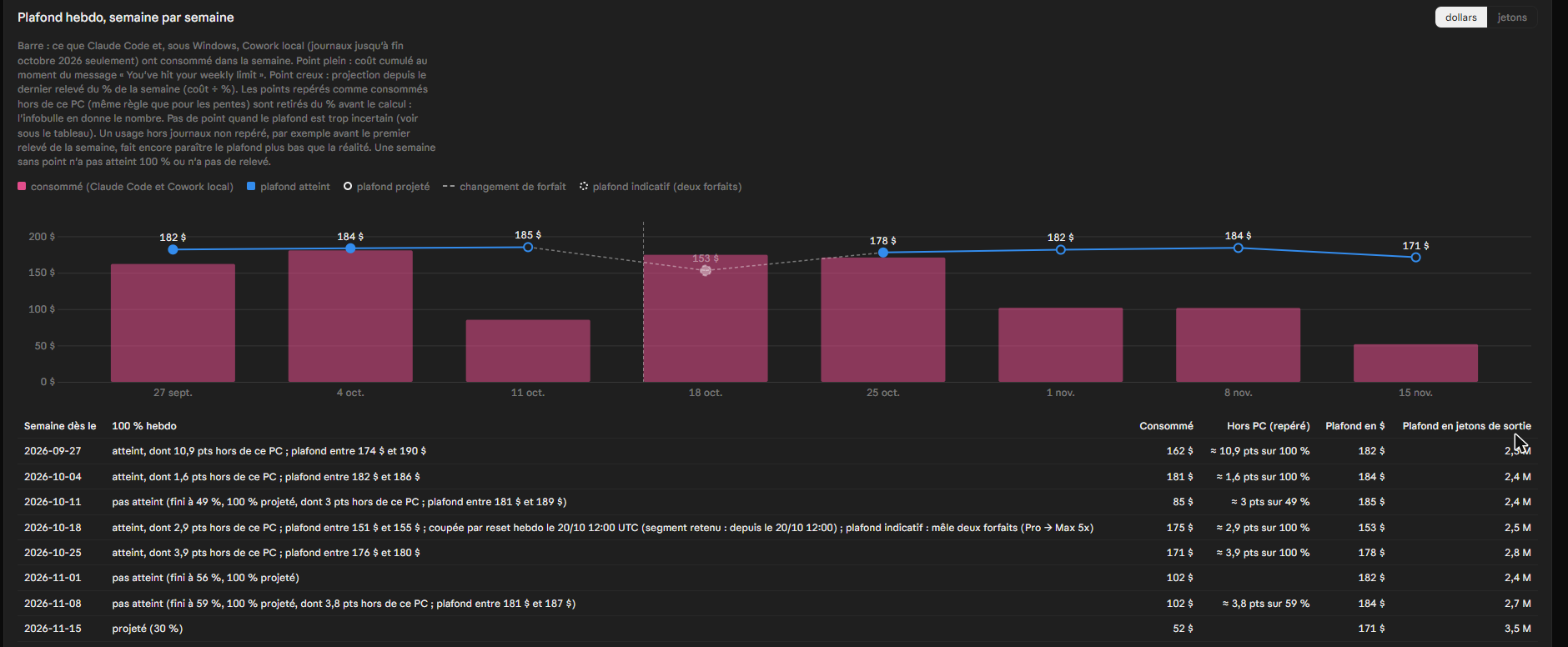 Plafond hebdo, semaine par semaine
dollars jetons
Barre : ce que Claude Code et, sous Windows, Cowork local (journaux jusqu'à fin
octobre 2026 seulement) ont consommé dans la semaine. Point plein : coût cumulé au
moment du message « You've hit your weekly limit ». Point creux : projection depuis le
dernier relevé du % de la semaine (coût ÷ %). Les points repérés comme consommés
hors de ce PC (même règle que pour les pentes) sont retirés du % avant le calcul :
l'infobulle en donne le nombre. Pas de point quand le plafond est trop incertain (voir
sous le tableau). Un usage hors journaux non repéré, par exemple avant le premier
relevé de la semaine, fait encore paraître le plafond plus bas que la réalité. Une semaine
sans point n'a pas atteint 100 % ou n'a pas de relevé.
consommé (Claude Code et Cowork local) plafond atteint plafond projeté changement de forfait plafond indicatif (deux forfaits)
182 $ 184 $ 185 $ 153 $ 178 $ 182 $ 184 $ 171 $
200 $
150 $
100 $
50 $
0 $
27 sept. 4 oct. 11 oct. 18 oct. 25 oct. 1 nov. 8 nov. 15 nov.
Semaine dès le 100 % hebdo Consommé Hors PC (repéré) Plafond en $ Plafond en jetons de sortie
2026-09-27 atteint, dont 10,9 pts hors de ce PC ; plafond entre 174 $ et 190 $ 162 $ ≈ 10,9 pts sur 100 % 182 $
2026-10-04 atteint, dont 1,6 pts hors de ce PC ; plafond entre 182 $ et 186 $ 181 $ ≈ 1,6 pts sur 100 % 184 $ 2,4 M
2026-10-11 pas atteint (fini à 49 %, 100 % projeté, dont 3 pts hors de ce PC ; plafond entre 181 $ et 189 $) 85 $ ≈ 3 pts sur 49 % 185 $ 2,4 M
2026-10-18 atteint, dont 2,9 pts hors de ce PC ; plafond entre 151 $ et 155 $ ; coupée par reset hebdo le 20/10 12:00 UTC (segment retenu : depuis le 20/10 12:00) ; plafond indicatif : mêle deux forfaits (Pro → Max 5x) 175 $ ≈ 2,9 pts sur 100 % 153 $ 2,5 M
2026-10-25 atteint, dont 3,9 pts hors de ce PC ; plafond entre 176 $ et 180 $ 171 $ ≈ 3,9 pts sur 100 % 178 $ 2,8 M
2026-11-01 pas atteint (fini à 56 %, 100 % projeté) 102 $ 182 $ 2,4 M
2026-11-08 pas atteint (fini à 59 %, 100 % projeté, dont 3,8 pts hors de ce PC ; plafond entre 181 $ et 187 $) 102 $ ≈ 3,8 pts sur 59 % 184 $ 2,7 M
2026-11-15 projeté (30 %) 52 $ 171 $ 3,5 M